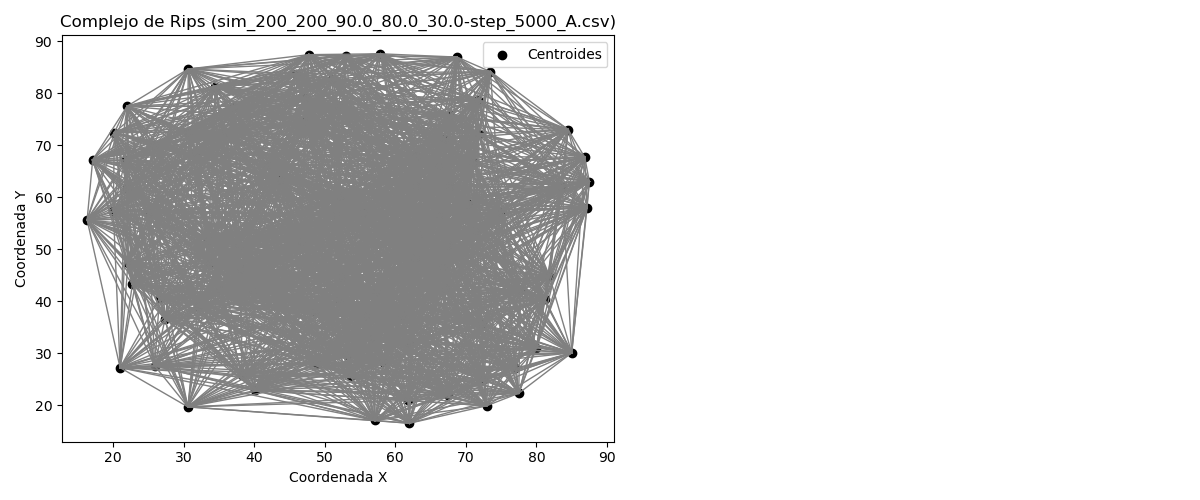 Complejo de Rips (sim_200_200_90.0_80.0_30.0-step_5000_A.csv)
Centroides
90
80
70
60
50
40
30
20
Coordenada Y
20 30 40 50 60 70 80 90
Coordenada X